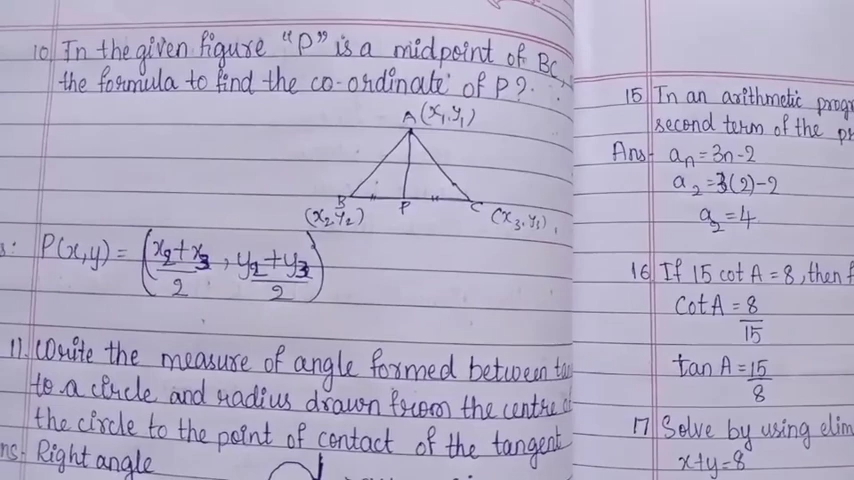 10 In the given figure "P" is a midpoint of BC,
the formula to find the co-ordinate of P?
A (x₁, y₁)
B P C
(x₂, y₂) (x₃, y₃),
P(x,y) = (x₂+x₃/2 , y₂+y₃/2)
11. Write the measure of angle formed between
to a circle and radius drawn from the centre
the circle to the point of contact of the tangent
Ans- Right angle
15 In an arithmetic
second term of the
Ans- aₙ = 3n-2
a₂ = 3(2)-2
a₂ = 4
16 If 15 cot A = 8, then
cot A = 8/15
tan A = 15/8
17 Solve by using
x+y=8